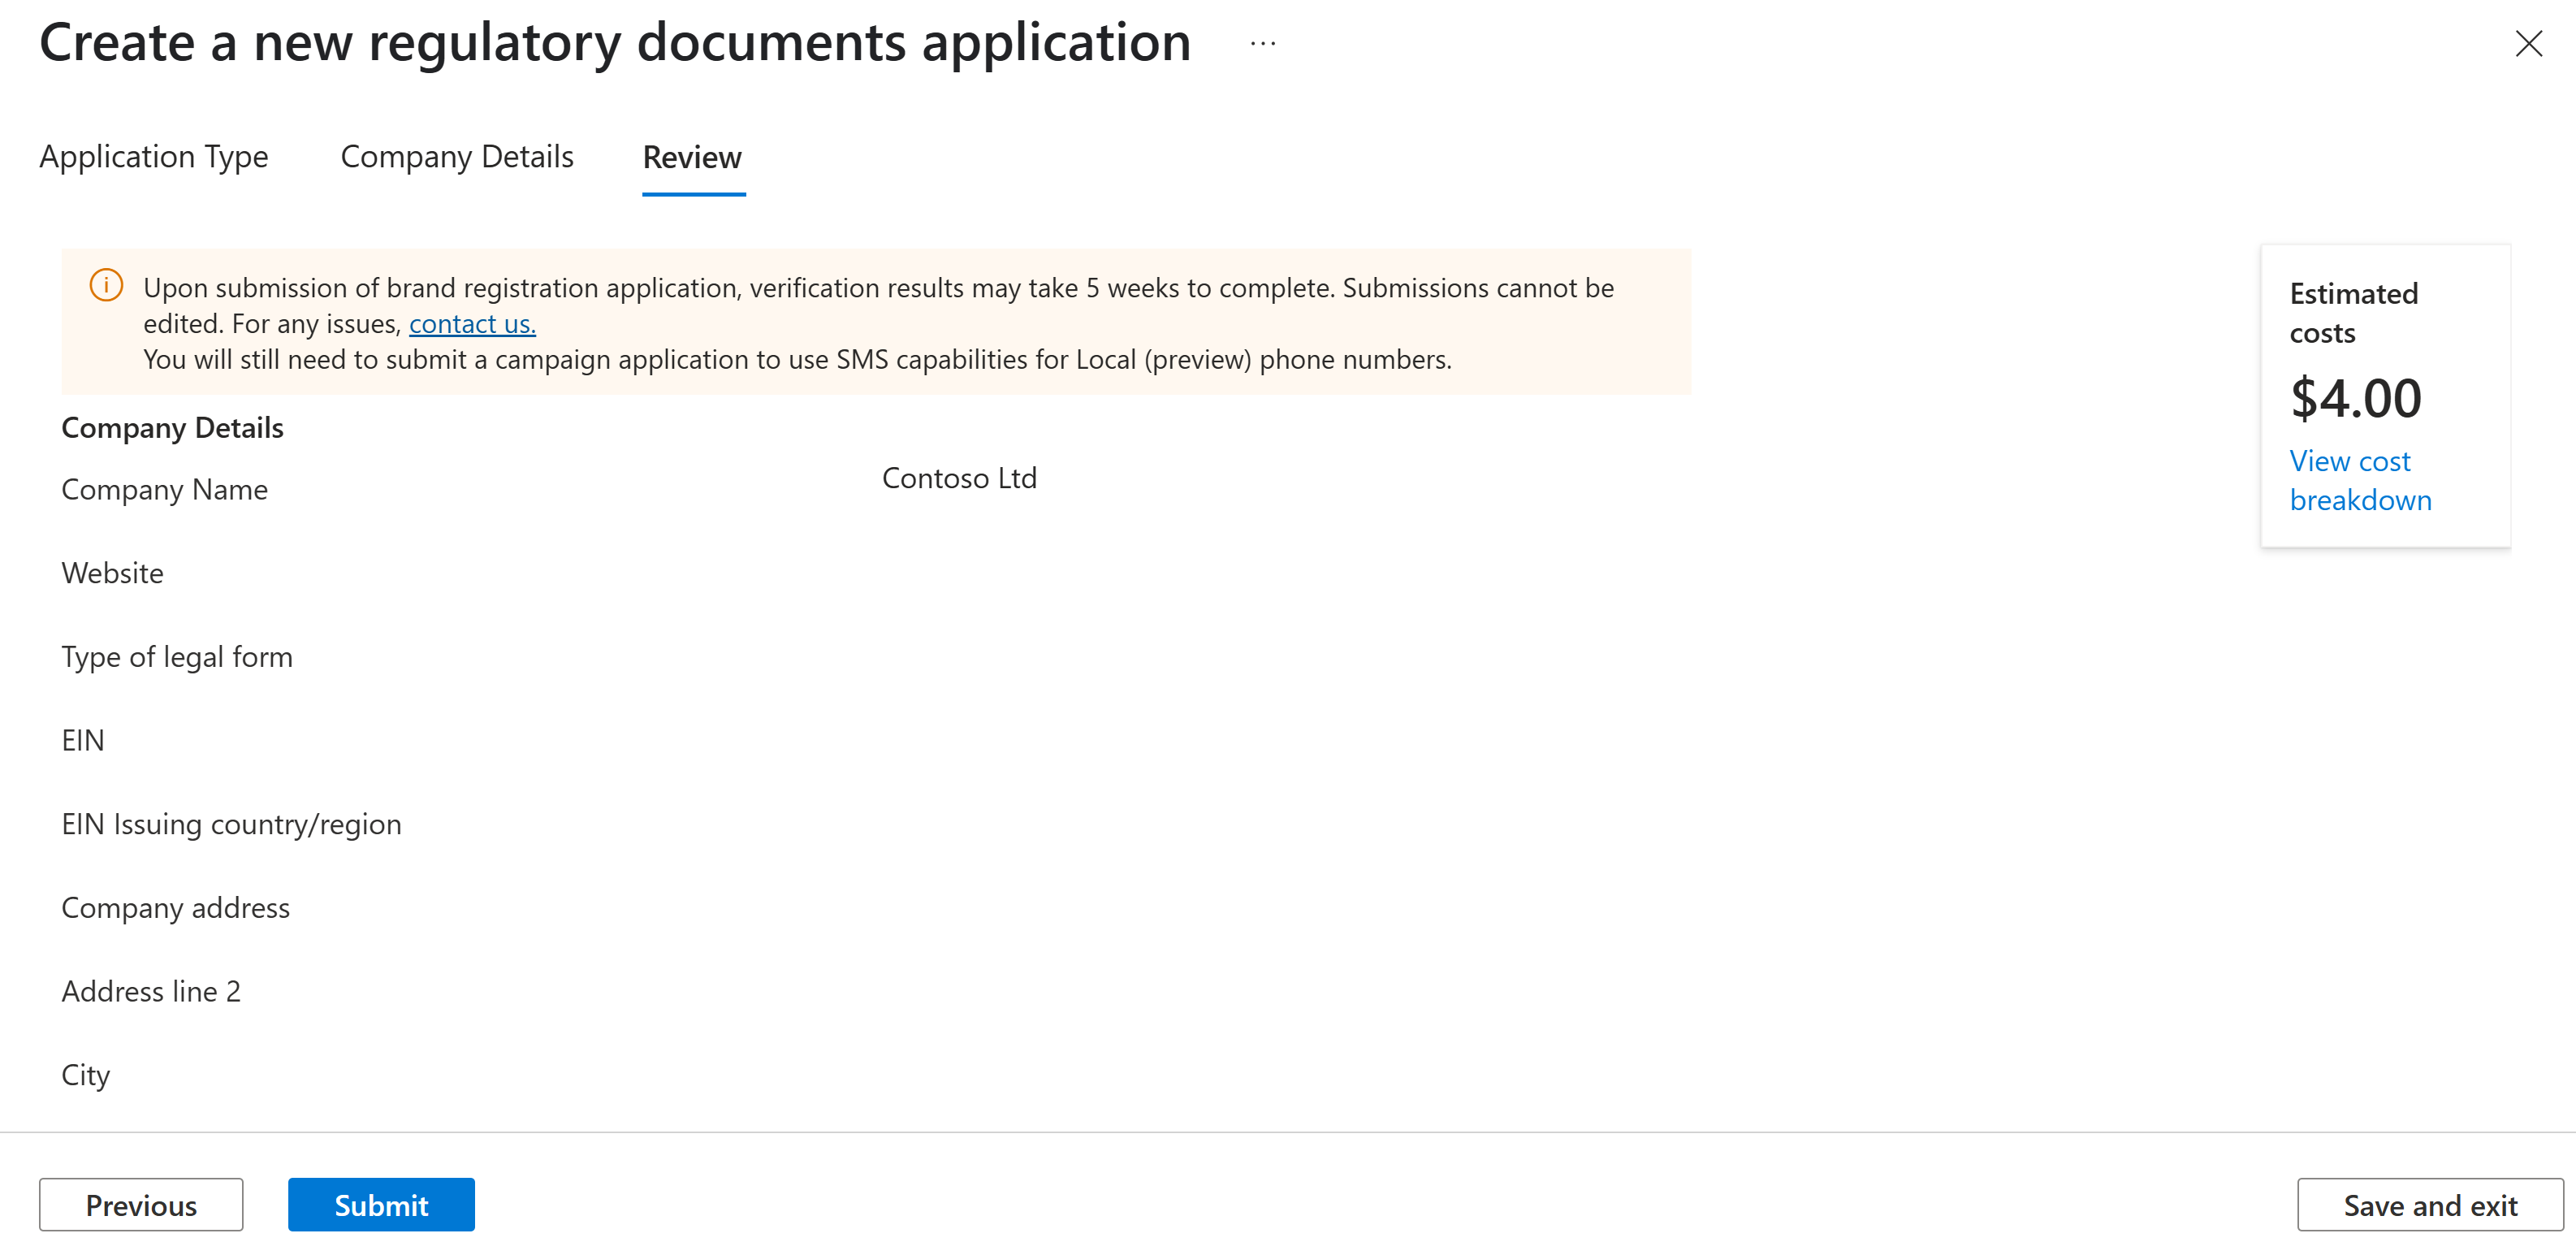 Create a new regulatory documents application ...
Application Type Company Details Review
Upon submission of brand registration application, verification results may take 5 weeks to complete. Submissions cannot be
edited. For any issues, contact us.
You will still need to submit a campaign application to use SMS capabilities for Local (preview) phone numbers.
Estimated
costs
$4.00
View cost
breakdown
Company Details
Company Name Contoso Ltd
Website
Type of legal form
EIN
EIN Issuing country/region
Company address
Address line 2
City
Previous Submit Save and exit